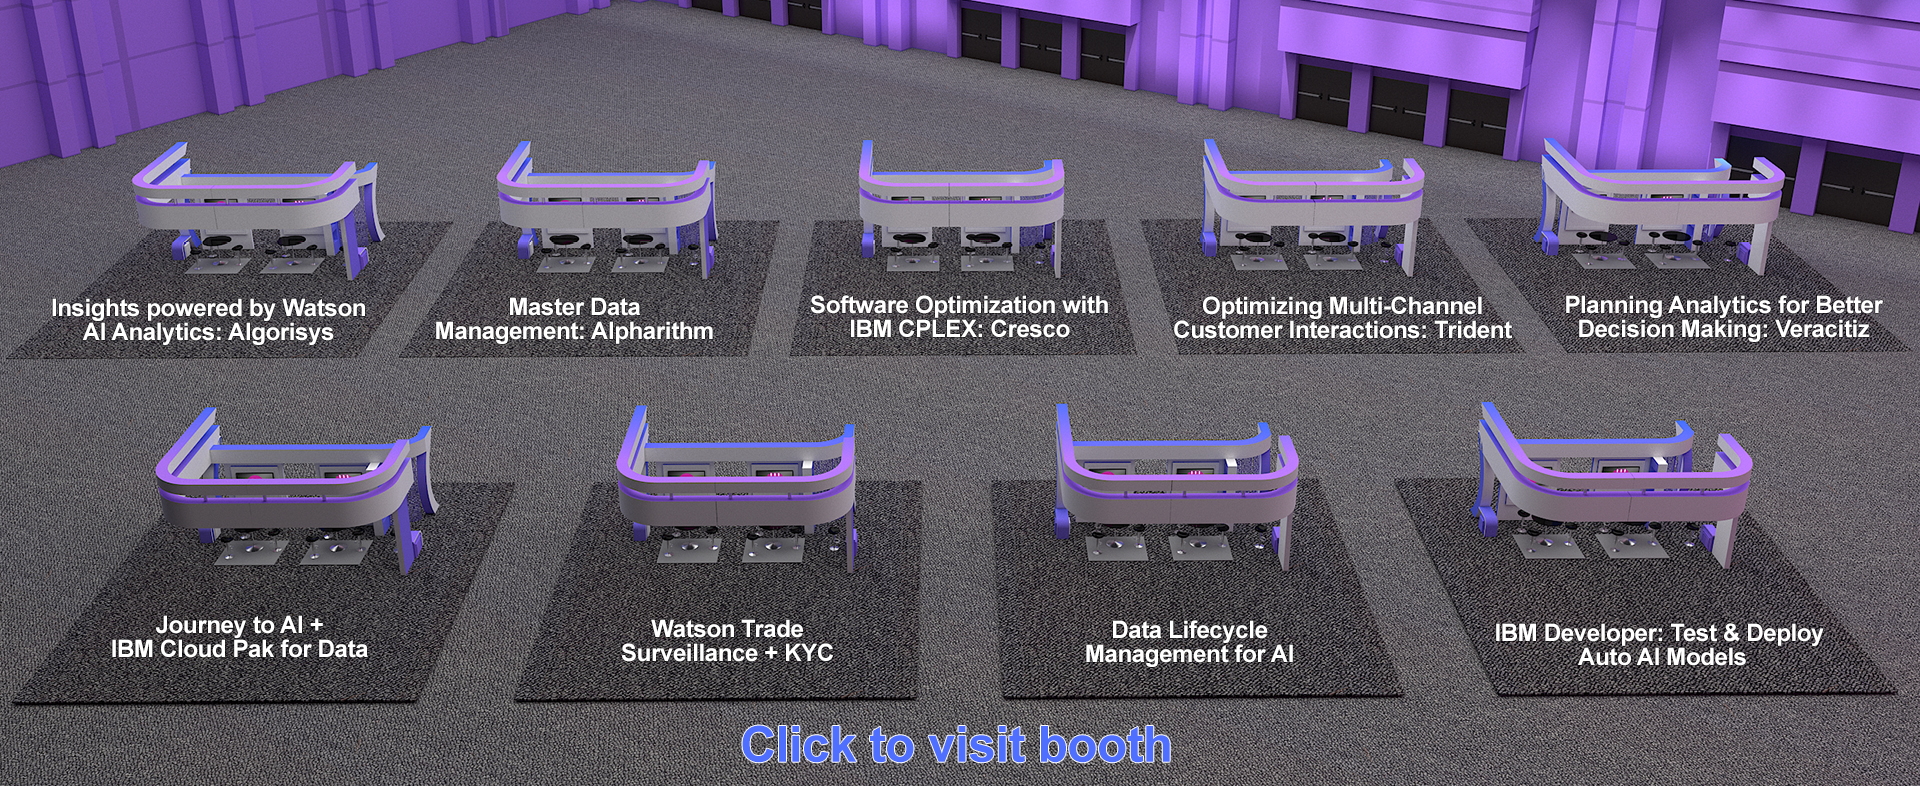 Insights powered by Watson
AI Analytics: Algorisys
Master Data
Management: Alpharithm
Software Optimization with
IBM CPLEX: Cresco
Optimizing Multi-Channel
Customer Interactions: Trident
Planning Analytics for Better
Decision Making: Veracitiz
Journey to AI +
IBM Cloud Pak for Data
Watson Trade
Surveillance + KYC
Data Lifecycle
Management for AI
IBM Developer: Test & Deploy
Auto AI Models
Click to visit booth